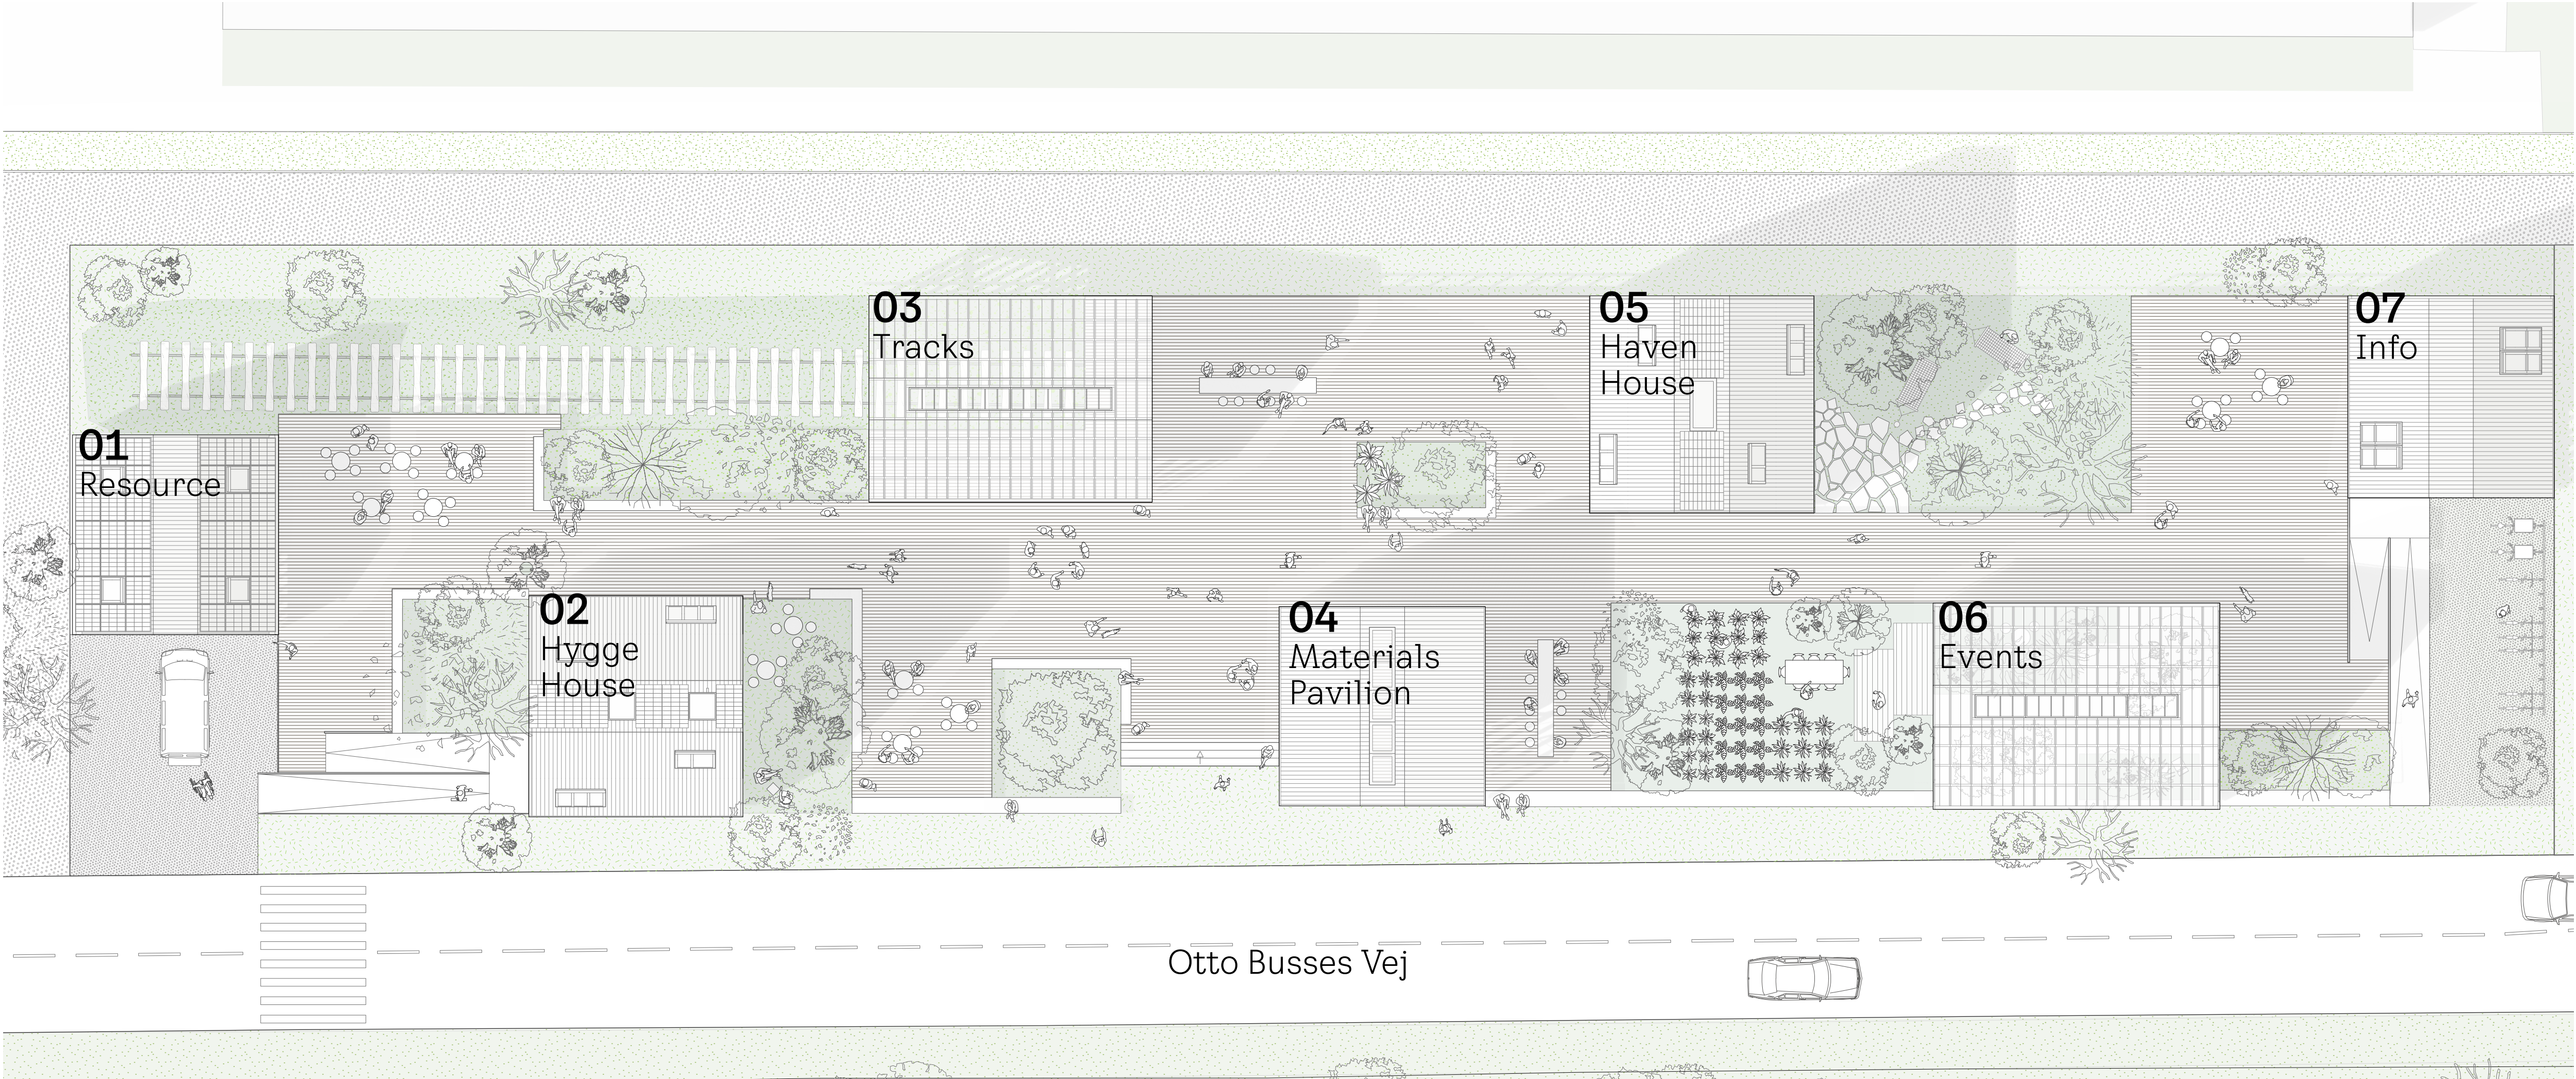 01
Resource
02
Hygge
House
03
Tracks
04
Materials
Pavilion
05
Haven
House
06
Events
07
Info
Otto Busses Vej